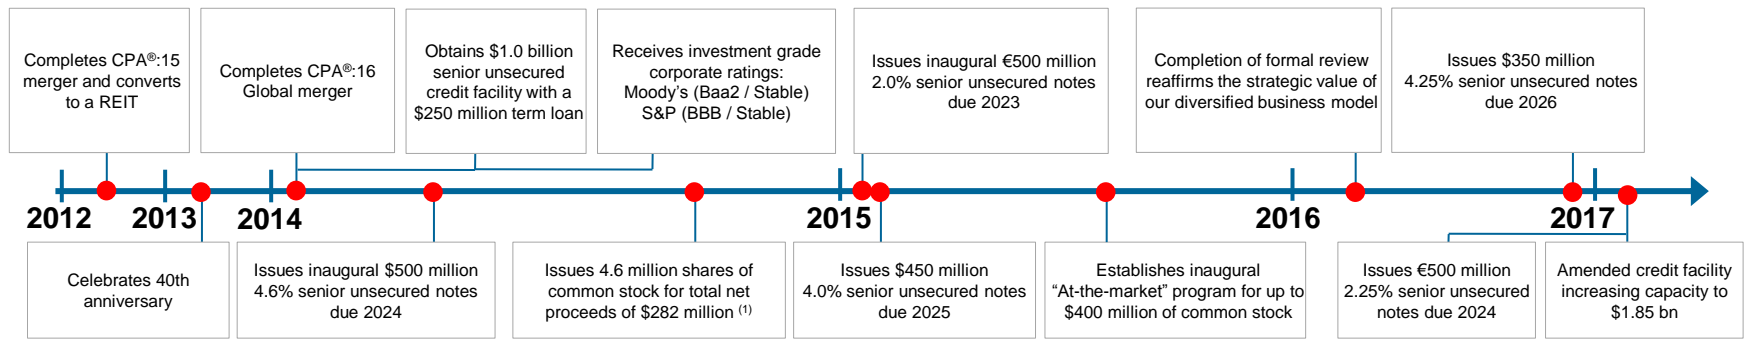 Completes CPA®:15
merger and converts
to a REIT
Completes CPA®:16
Global merger
Obtains $1.0 billion
senior unsecured
credit facility with a
$250 million term loan
Receives investment grade
corporate ratings:
Moody's (Baa2 / Stable)
S&P (BBB / Stable)
Issues inaugural €500 million
2.0% senior unsecured notes
due 2023
Completion of formal review
reaffirms the strategic value of
our diversified business model
Issues $350 million
4.25% senior unsecured notes
due 2026
2012
2013
2014
2015
2016
2017
Celebrates 40th
anniversary
Issues inaugural $500 million
4.6% senior unsecured notes
due 2024
Issues 4.6 million shares of
common stock for total net
proceeds of $282 million (1)
Issues $450 million
4.0% senior unsecured notes
due 2025
Establishes inaugural
“At-the-market” program for up to
$400 million of common stock
Issues €500 million
2.25% senior unsecured
notes due 2024
Amended credit facility
increasing capacity to
$1.85 bn